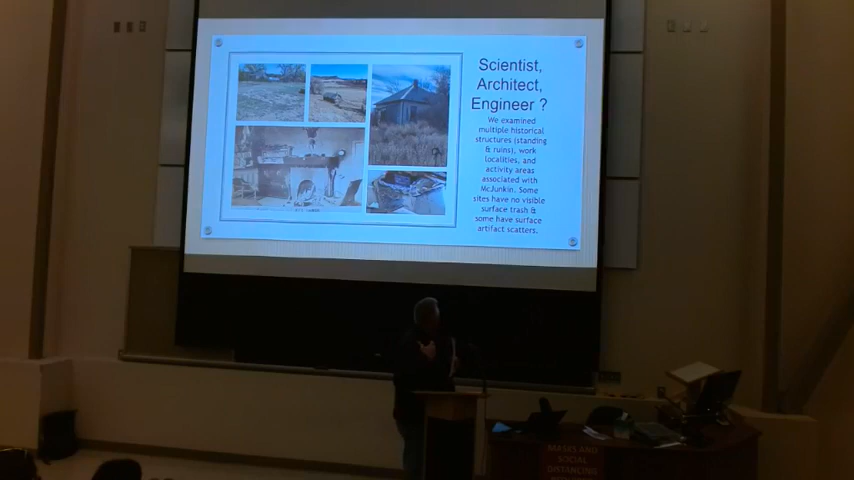 Scientist,
Architect,
Engineer ?
We examined
multiple historical
structures (standing
& ruins), work
localities, and
activity areas
associated with
McJunkin. Some
sites have no visible
surface trash &
some have surface
artifact scatters.
MASKS AND
SOCIAL
DISTANCING